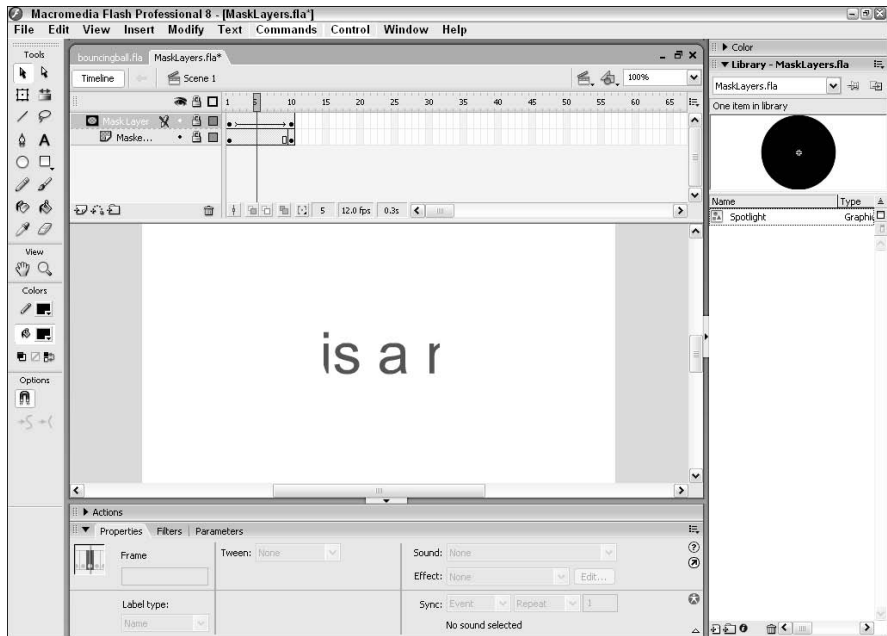 Macromedia Flash Professional 8 - [MaskLayers.fla*]
File Edit View Insert Modify Text Commands Control Window Help
Tools
View
Colors
Options
bouncingball.fla MaskLayers.fla*
Timeline Scene 1 100%
1 5 10 15 20 25 30 35 40 45 50 55 60 65
Mask Layer
Maske...
5 12.0 fps 0.3s
is a r
Actions
Properties Filters Parameters
Frame Tween: None Sound: None
Effect: None Edit...
Label type: Sync: Event Repeat 1
Name No sound selected
Color
Library - MaskLayers.fla
MaskLayers.fla
One item in library
Name Type
Spotlight Graphic